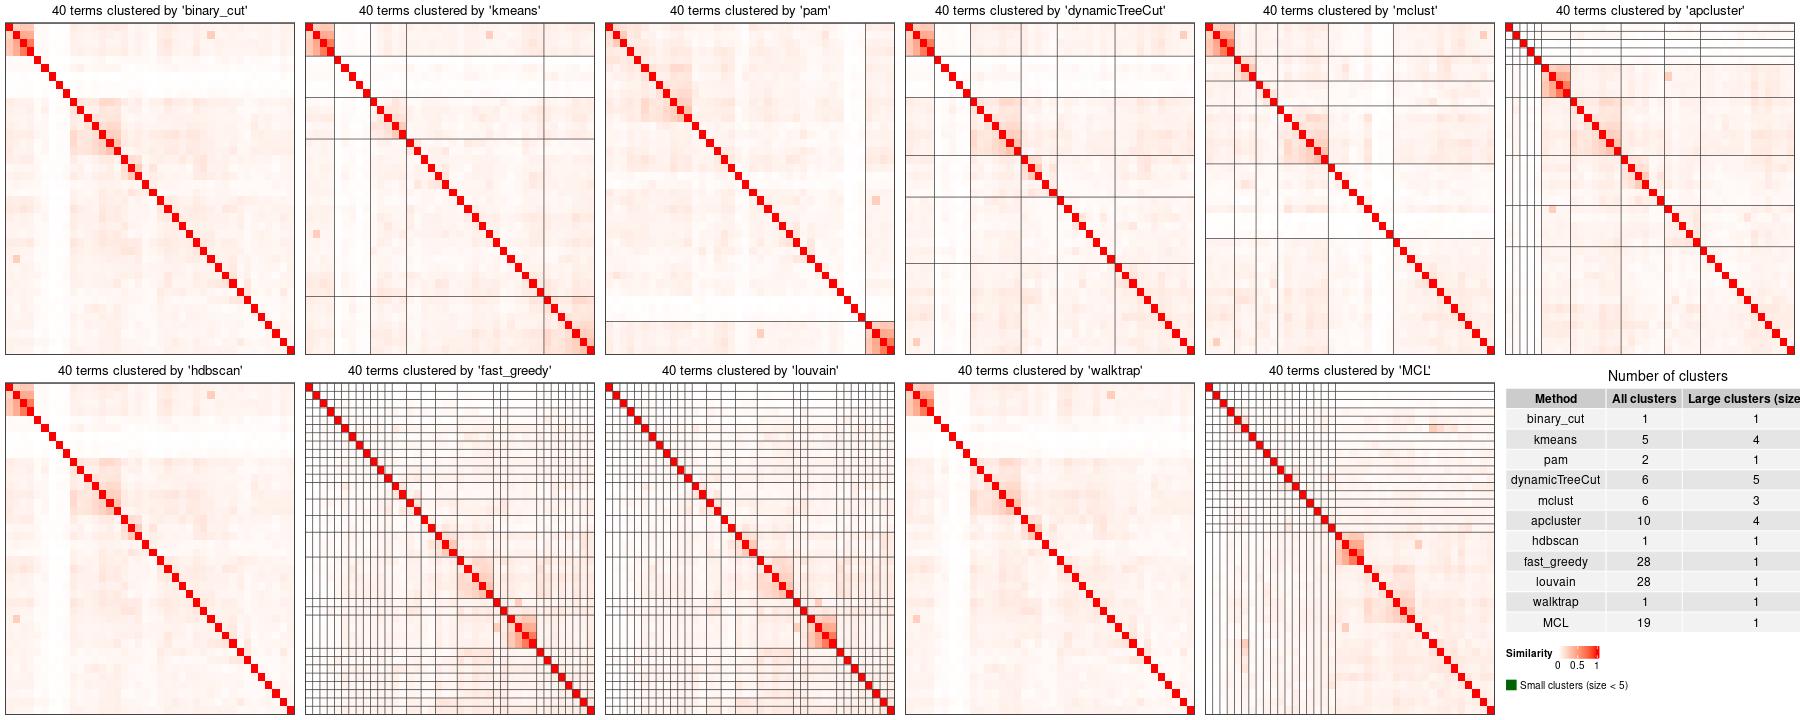 40 terms clustered by 'binary_cut'
40 terms clustered by 'kmeans'
40 terms clustered by 'pam'
40 terms clustered by 'dynamicTreeCut'
40 terms clustered by 'mclust'
40 terms clustered by 'apcluster'
40 terms clustered by 'hdbscan'
40 terms clustered by 'fast_greedy'
40 terms clustered by 'louvain'
40 terms clustered by 'walktrap'
40 terms clustered by 'MCL'
Number of clusters
Method All clusters Large clusters (size
binary_cut 1 1
kmeans 5 4
pam 2 1
dynamicTreeCut 6 5
mclust 6 3
apcluster 10 4
hdbscan 1 1
fast_greedy 28 1
louvain 28 1
walktrap 1 1
MCL 19 1
Similarity
0 0.5 1
Small clusters (size < 5)